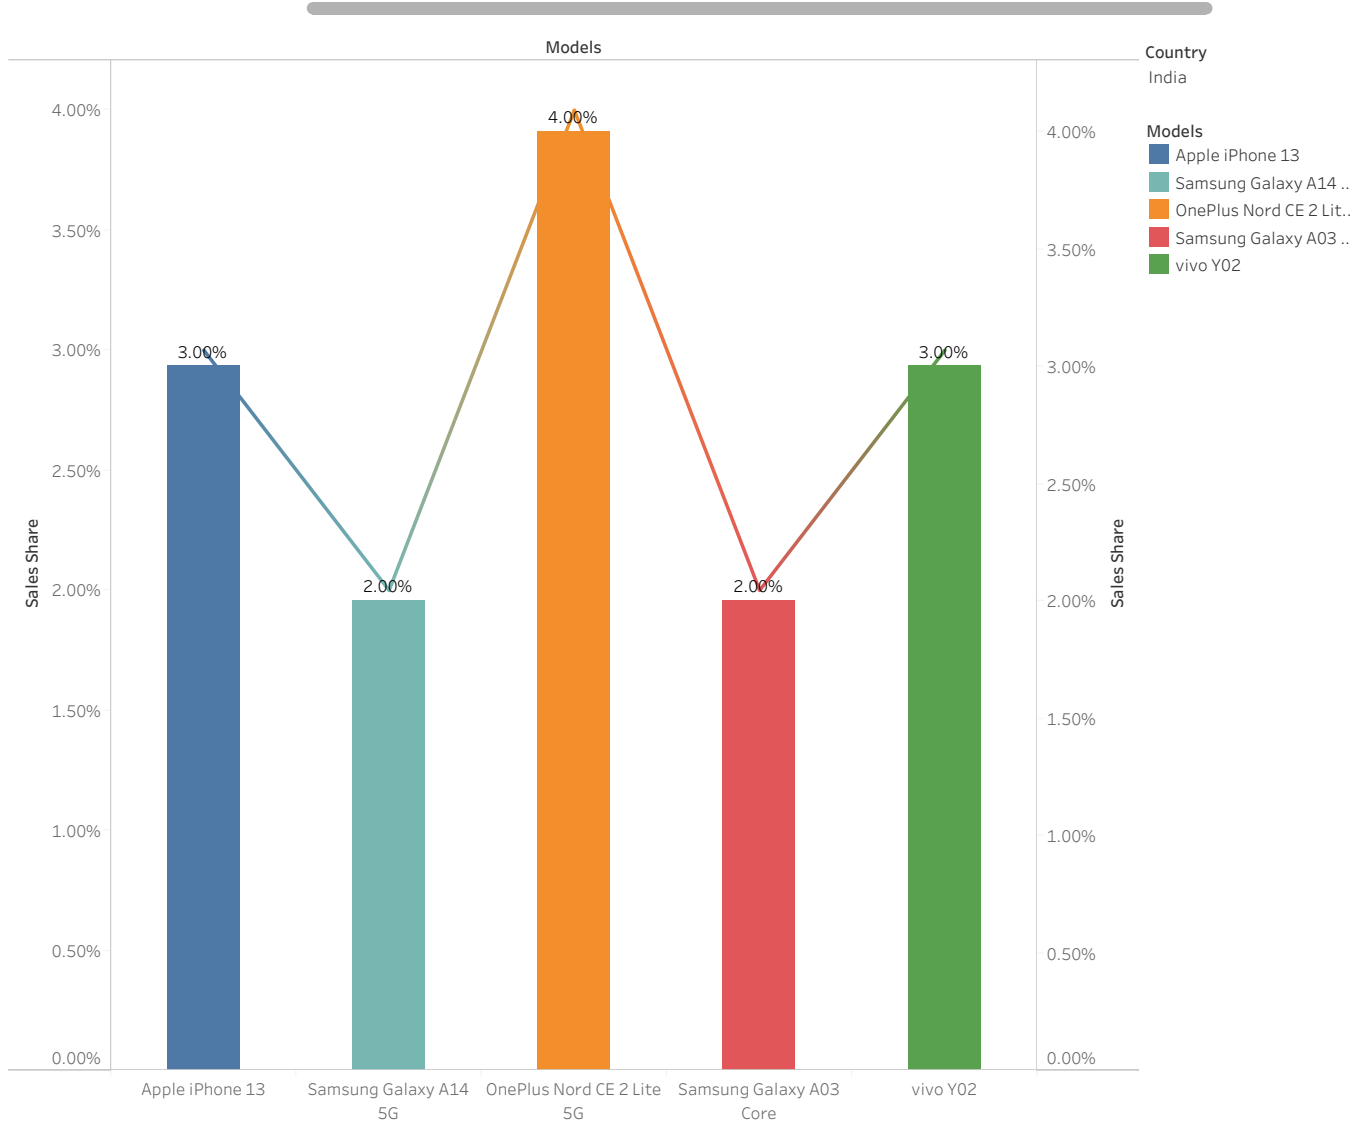 Models
Sales Share
4.00%
3.50%
3.00%
2.50%
2.00%
1.50%
1.00%
0.50%
0.00%
3.00%
2.00%
4.00%
2.00%
3.00%
Apple iPhone 13
Samsung Galaxy A14
5G
OnePlus Nord CE 2 Lite
5G
Samsung Galaxy A03
Core
vivo Y02
4.00%
3.50%
3.00%
2.50%
2.00%
1.50%
1.00%
0.50%
0.00%
Sales Share
Country
India
Models
Apple iPhone 13
Samsung Galaxy A14 ..
OnePlus Nord CE 2 Lit..
Samsung Galaxy A03 ..
vivo Y02